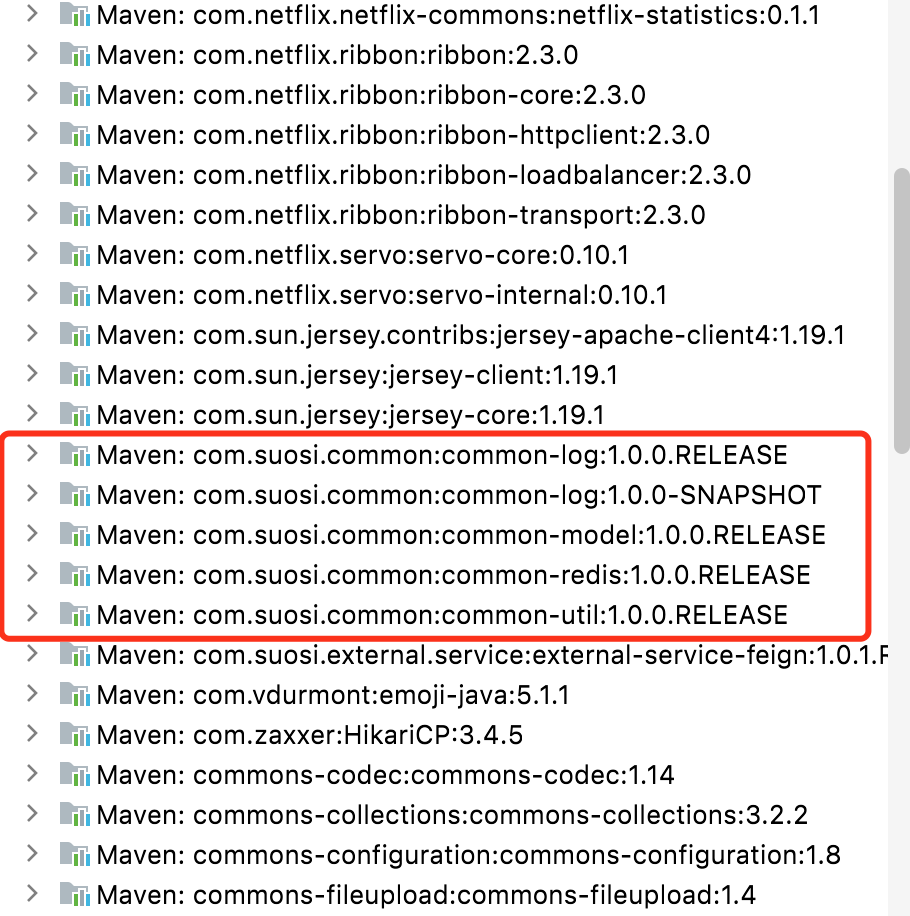 Maven: com.netflix.netflix-commons:netflix-statistics:0.1.1
Maven: com.netflix.ribbon:ribbon:2.3.0
Maven: com.netflix.ribbon:ribbon-core:2.3.0
Maven: com.netflix.ribbon:ribbon-httpclient:2.3.0
Maven: com.netflix.ribbon:ribbon-loadbalancer:2.3.0
Maven: com.netflix.ribbon:ribbon-transport:2.3.0
Maven: com.netflix.servo:servo-core:0.10.1
Maven: com.netflix.servo:servo-internal:0.10.1
Maven: com.sun.jersey.contribs:jersey-apache-client4:1.19.1
Maven: com.sun.jersey:jersey-client:1.19.1
Maven: com.sun.jersey:jersey-core:1.19.1
Maven: com.suosi.common:common-log:1.0.0.RELEASE
Maven: com.suosi.common:common-log:1.0.0-SNAPSHOT
Maven: com.suosi.common:common-model:1.0.0.RELEASE
Maven: com.suosi.common:common-redis:1.0.0.RELEASE
Maven: com.suosi.common:common-util:1.0.0.RELEASE
Maven: com.suosi.external.service:external-service-feign:1.0.1.R
Maven: com.vdurmont:emoji-java:5.1.1
Maven: com.zaxxer:HikariCP:3.4.5
Maven: commons-codec:commons-codec:1.14
Maven: commons-collections:commons-collections:3.2.2
Maven: commons-configuration:commons-configuration:1.8
Maven: commons-fileupload:commons-fileupload:1.4